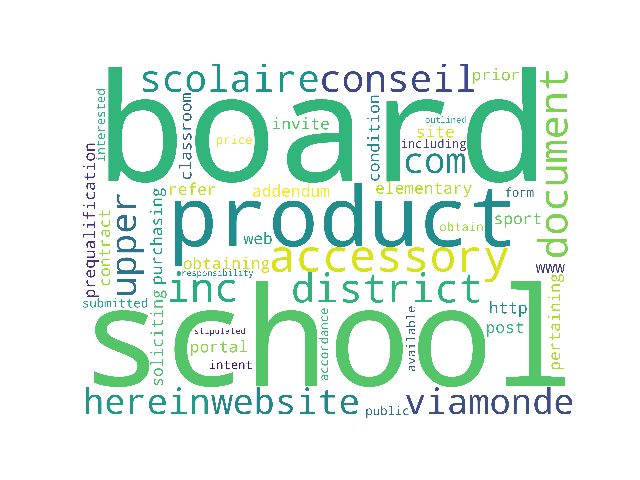 scolaire conseil prior
board
interested
classroom
price
invite
condition
outlined
site
including
com
document
prequalification
contract
upper
purchasing
refer
addendum
elementary
form
product
sport
web
obtain
obtaining
accessory
www
responsibility
soliciting
inc
district
submitted
http
post
pertaining
school
stipulated
portal
intent
accordance
available
herein website public viamonde